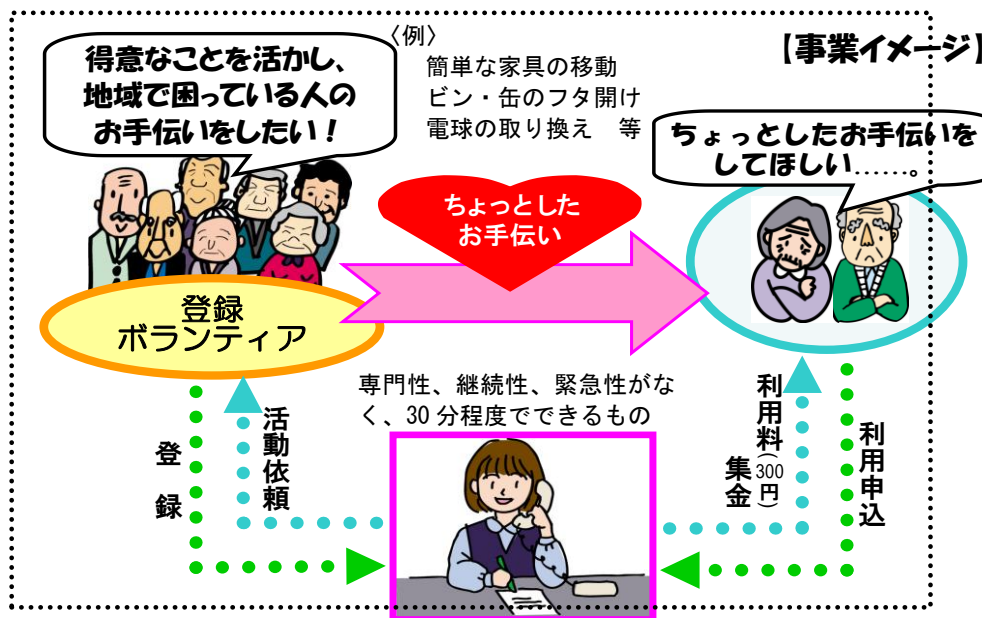 【事業イメージ】
得意なことを活かし、
地域で困っている人の
お手伝いをしたい！
〈例〉
簡単な家具の移動
ビン・缶のフタ開け
電球の取り換え　等
ちょっとしたお手伝いを
してほしい……。
ちょっとした
お手伝い
登録
ボランティア
専門性、継続性、緊急性がな
く、30分程度でできるもの
登録
活動依頼
利用料（300円）
集金
利用申込